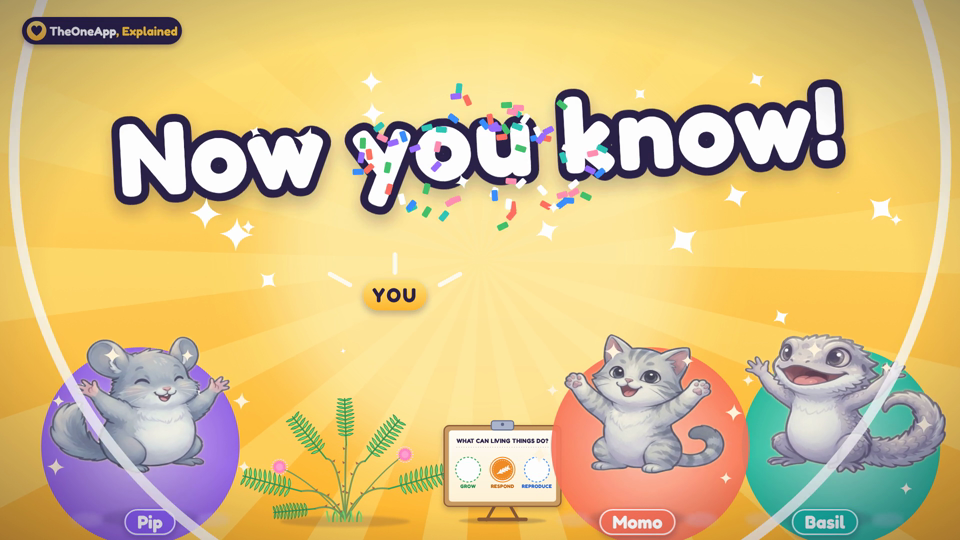 TheOneApp, Explained
Now you know!
YOU
WHAT CAN LIVING THINGS DO?
GROW
RESPOND
REPRODUCE
Pip
Momo
Basil